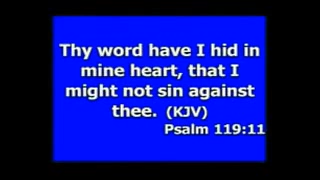 Thy word have I hid in
mine heart, that I
might not sin against
thee. (KJV)
Psalm 119:11